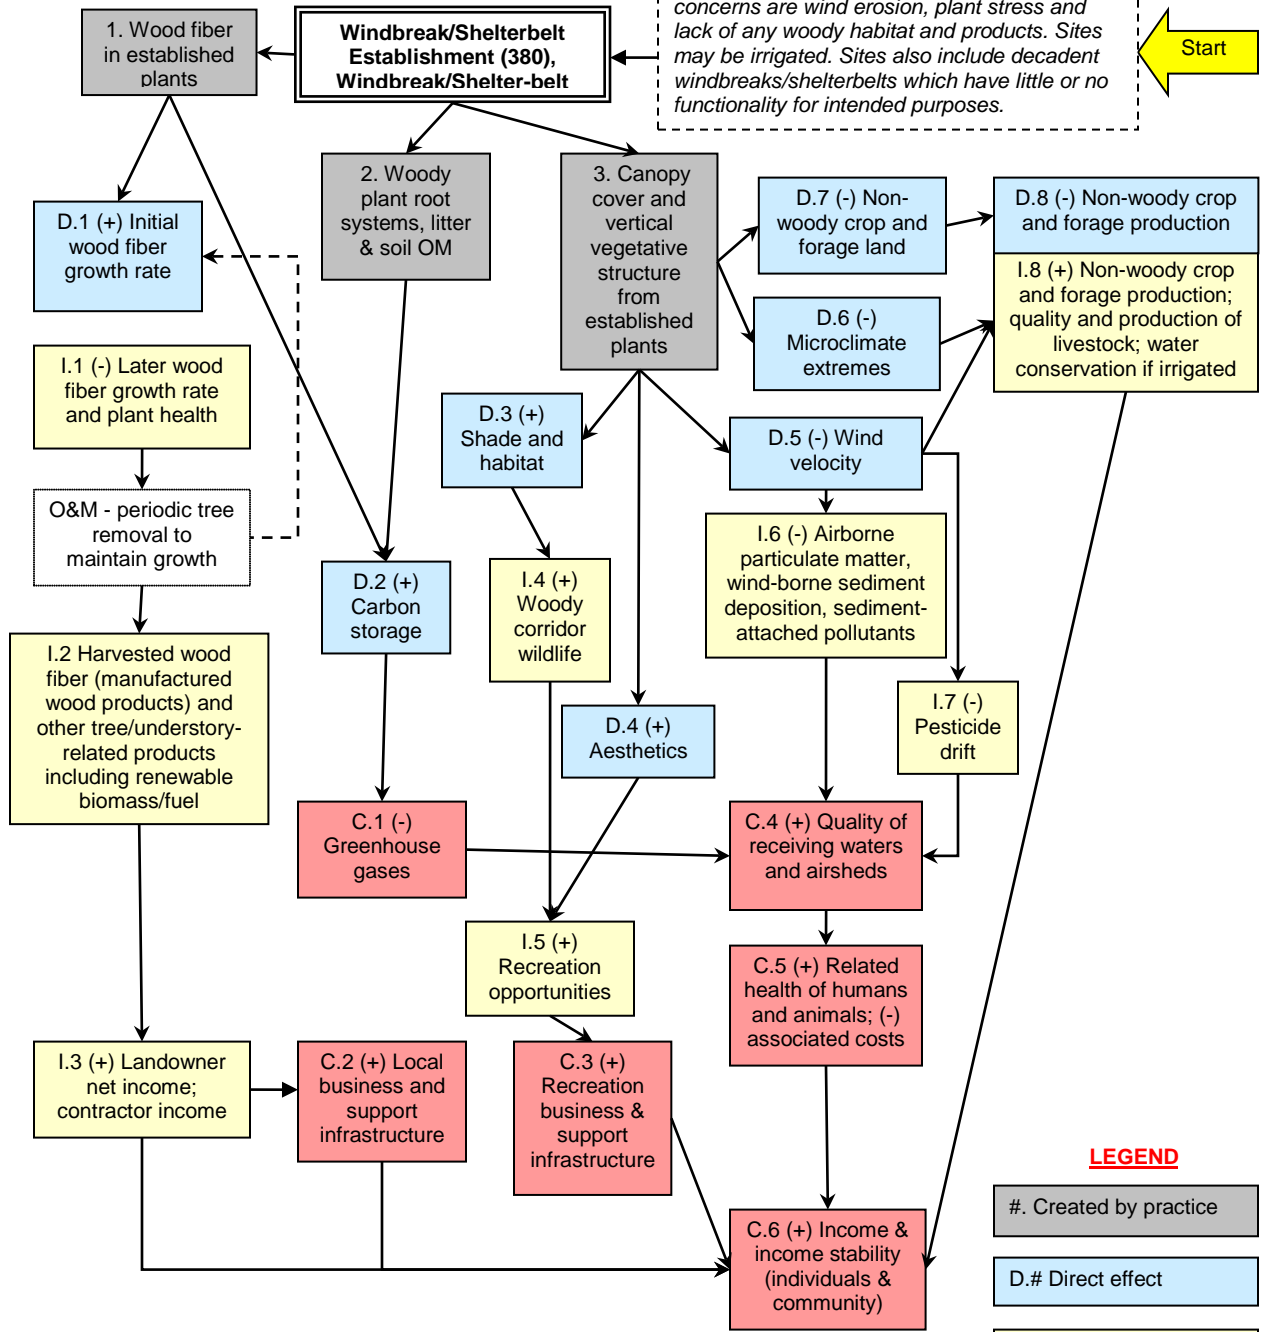 concerns are wind erosion, plant stress and
lack of any woody habitat and products. Sites
may be irrigated. Sites also include decadent
windbreaks/shelterbelts which have little or no
functionality for intended purposes.
Start
Windbreak/Shelterbelt
Establishment (380),
Windbreak/Shelter-belt
1. Wood fiber
in established
plants
2. Woody
plant root
systems, litter
& soil OM
3. Canopy
cover and
vertical
vegetative
structure
from
established
plants
D.7 (-) Non-
woody crop and
forage land
D.8 (-) Non-woody crop
and forage production
D.1 (+) Initial
wood fiber
growth rate
I.8 (+) Non-woody crop
and forage production;
quality and production of
livestock; water
conservation if irrigated
D.6 (-)
Microclimate
extremes
I.1 (-) Later wood
fiber growth rate
and plant health
D.3 (+)
Shade and
habitat
D.5 (-) Wind
velocity
O&M - periodic tree
removal to
maintain growth
I.6 (-) Airborne
particulate matter,
wind-borne sediment
deposition, sediment-
attached pollutants
D.2 (+)
Carbon
storage
I.4 (+)
Woody
corridor
wildlife
I.2 Harvested wood
fiber (manufactured
wood products) and
other tree/understory-
related products
including renewable
biomass/fuel
I.7 (-)
Pesticide
drift
D.4 (+)
Aesthetics
C.1 (-)
Greenhouse
gases
C.4 (+) Quality of
receiving waters
and airsheds
I.5 (+)
Recreation
opportunities
C.5 (+) Related
health of humans
and animals; (-)
associated costs
I.3 (+) Landowner
net income;
contractor income
C.2 (+) Local
business and
support
infrastructure
C.3 (+)
Recreation
business &
support
infrastructure
C.6 (+) Income &
income stability
(individuals &
community)
LEGEND
#. Created by practice
D.# Direct effect